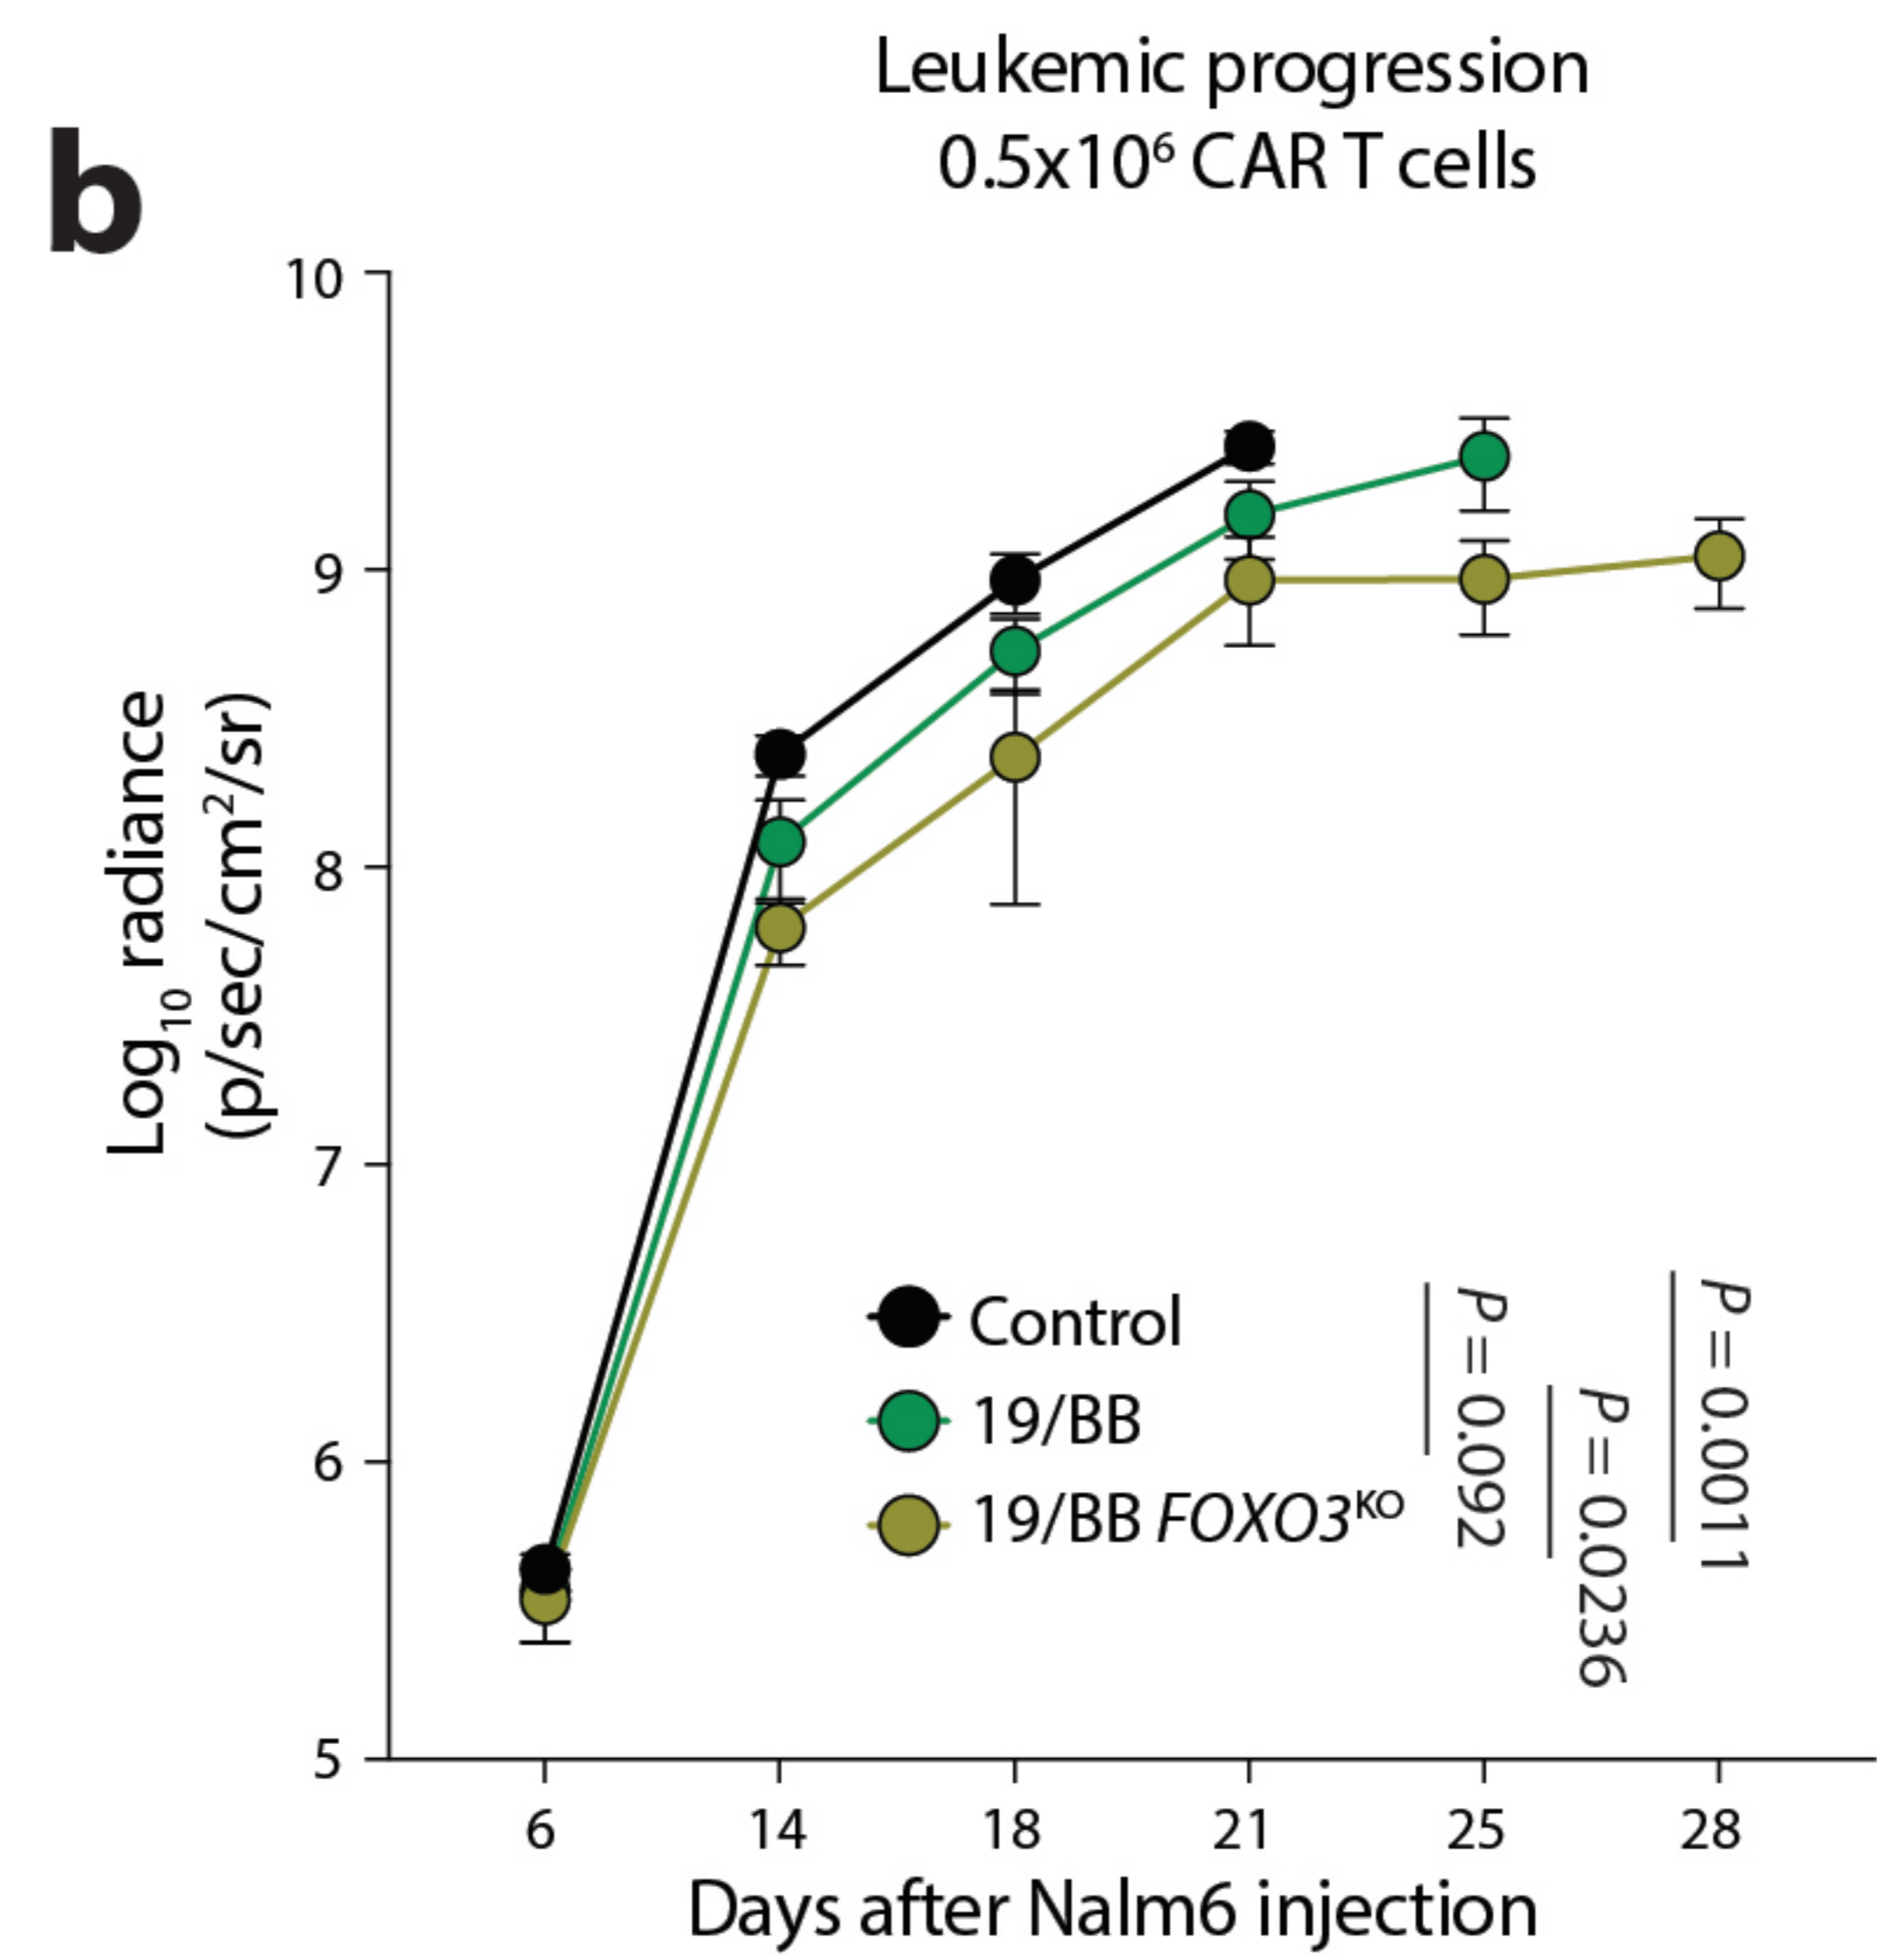 b
Leukemic progression
0.5x10⁶ CAR T cells
Log₁₀ radiance
(p/sec/cm²/sr)
10
9
8
7
6
5
Control
19/BB
19/BB FOXO3ᴷᴼ
P = 0.092
P = 0.0236
P = 0.0011
6 14 18 21 25 28
Days after Nalm6 injection